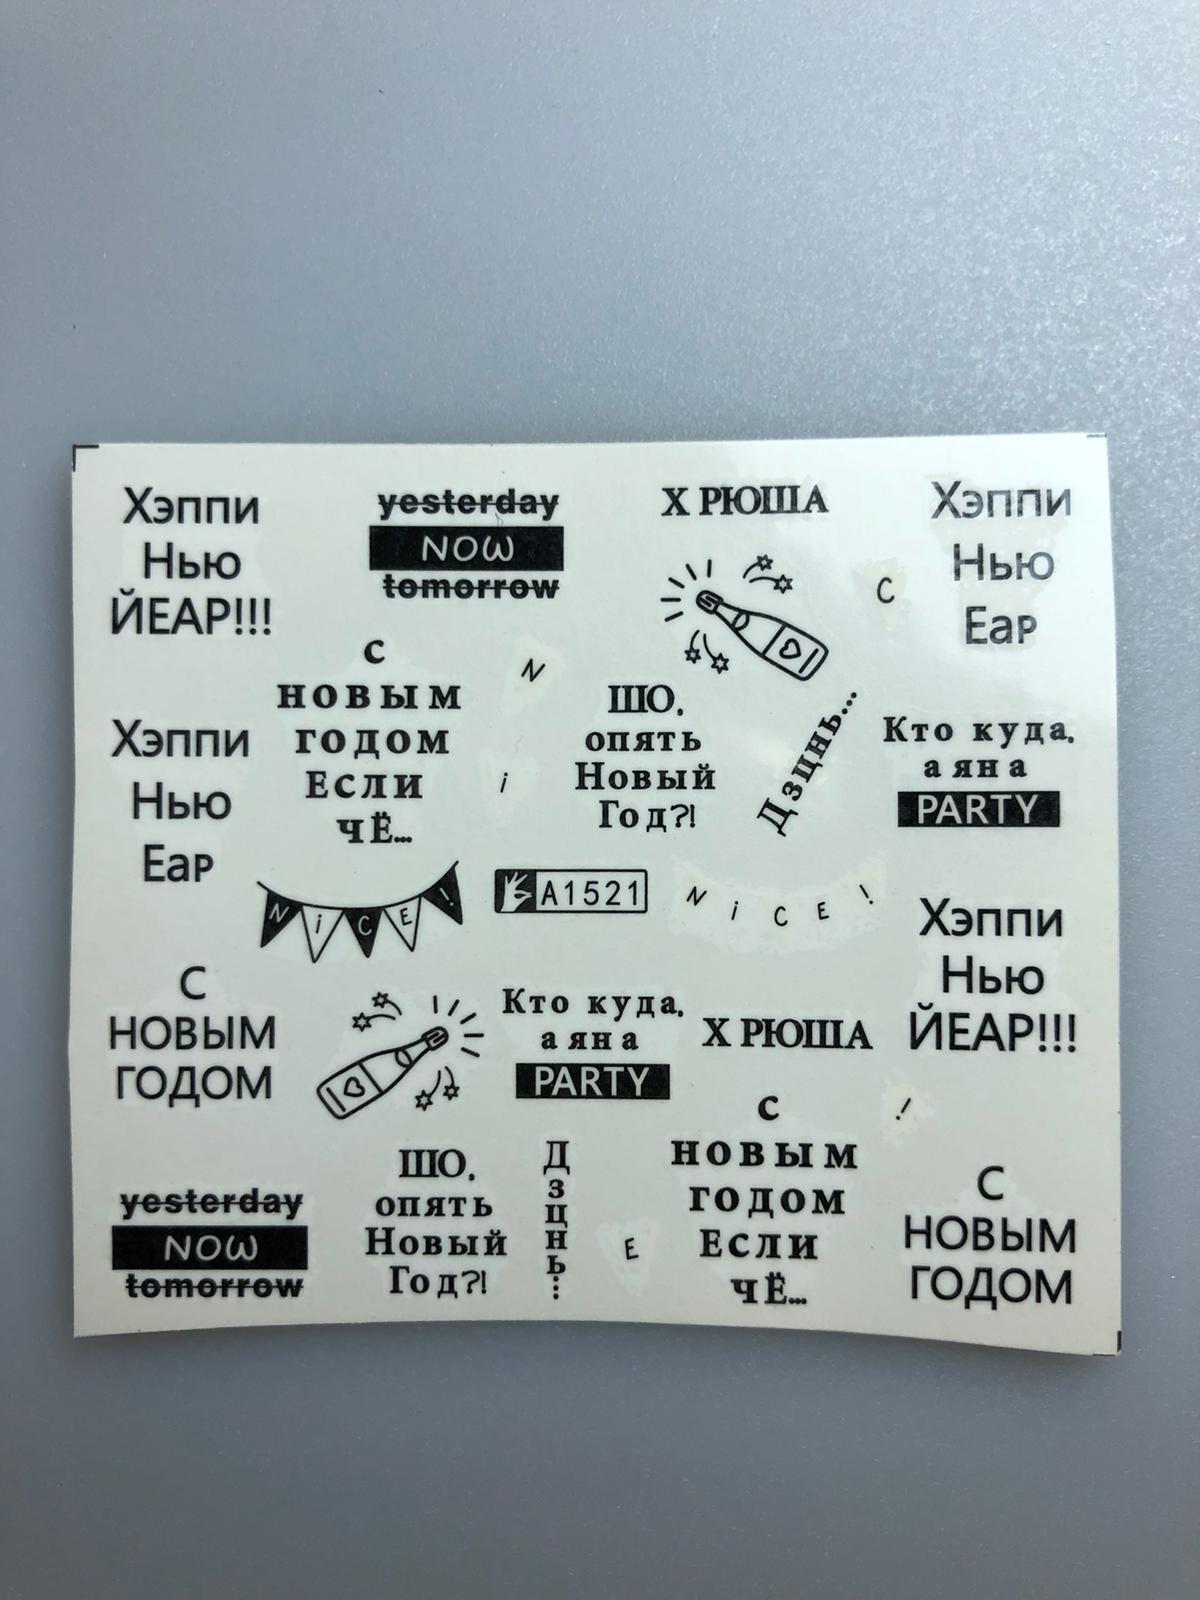 Хэппи
Нью
ЙЕАР!!!
yesterday
NOW
tomorrow
Х РЮША
Хэппи
Нью
Еар
С
с
новым
годом
Если
чЁ...
N
ШО,
опять
Новый
Год?!
Дзцнь...
Кто куда,
а я на
PARTY
Хэппи
Нью
Еар
i
NiCE!
A1521
NiCE!
Хэппи
Нью
ЙЕАР!!!
С
НОВЫМ
ГОДОМ
Кто куда,
а я на
PARTY
Х РЮША
!
yesterday
NOW
tomorrow
ШО,
опять
Новый
Год?!
Дзцнь...
E
с
новым
годом
Если
чЁ...
С
НОВЫМ
ГОДОМ